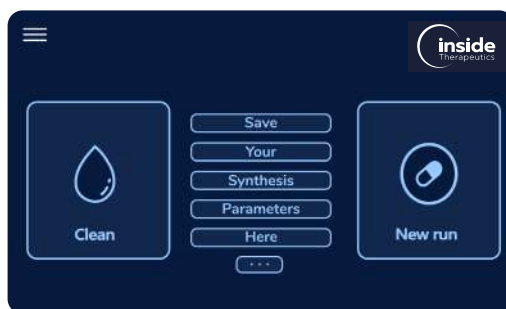 inside
Therapeutics
Save
Your
Synthesis
Parameters
Here
...
Clean
New run